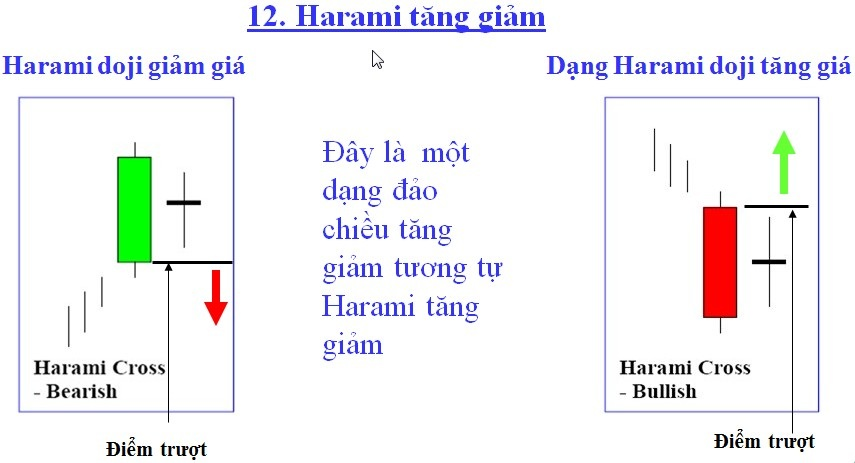 12. Harami tăng giảm
Harami doji giảm giá
Dạng Harami doji tăng giá
Đây là một
dạng đảo
chiều tăng
giảm tương tự
Harami tăng
giảm
Harami Cross
- Bearish
Harami Cross
- Bullish
Điểm trượt
Điểm trượt